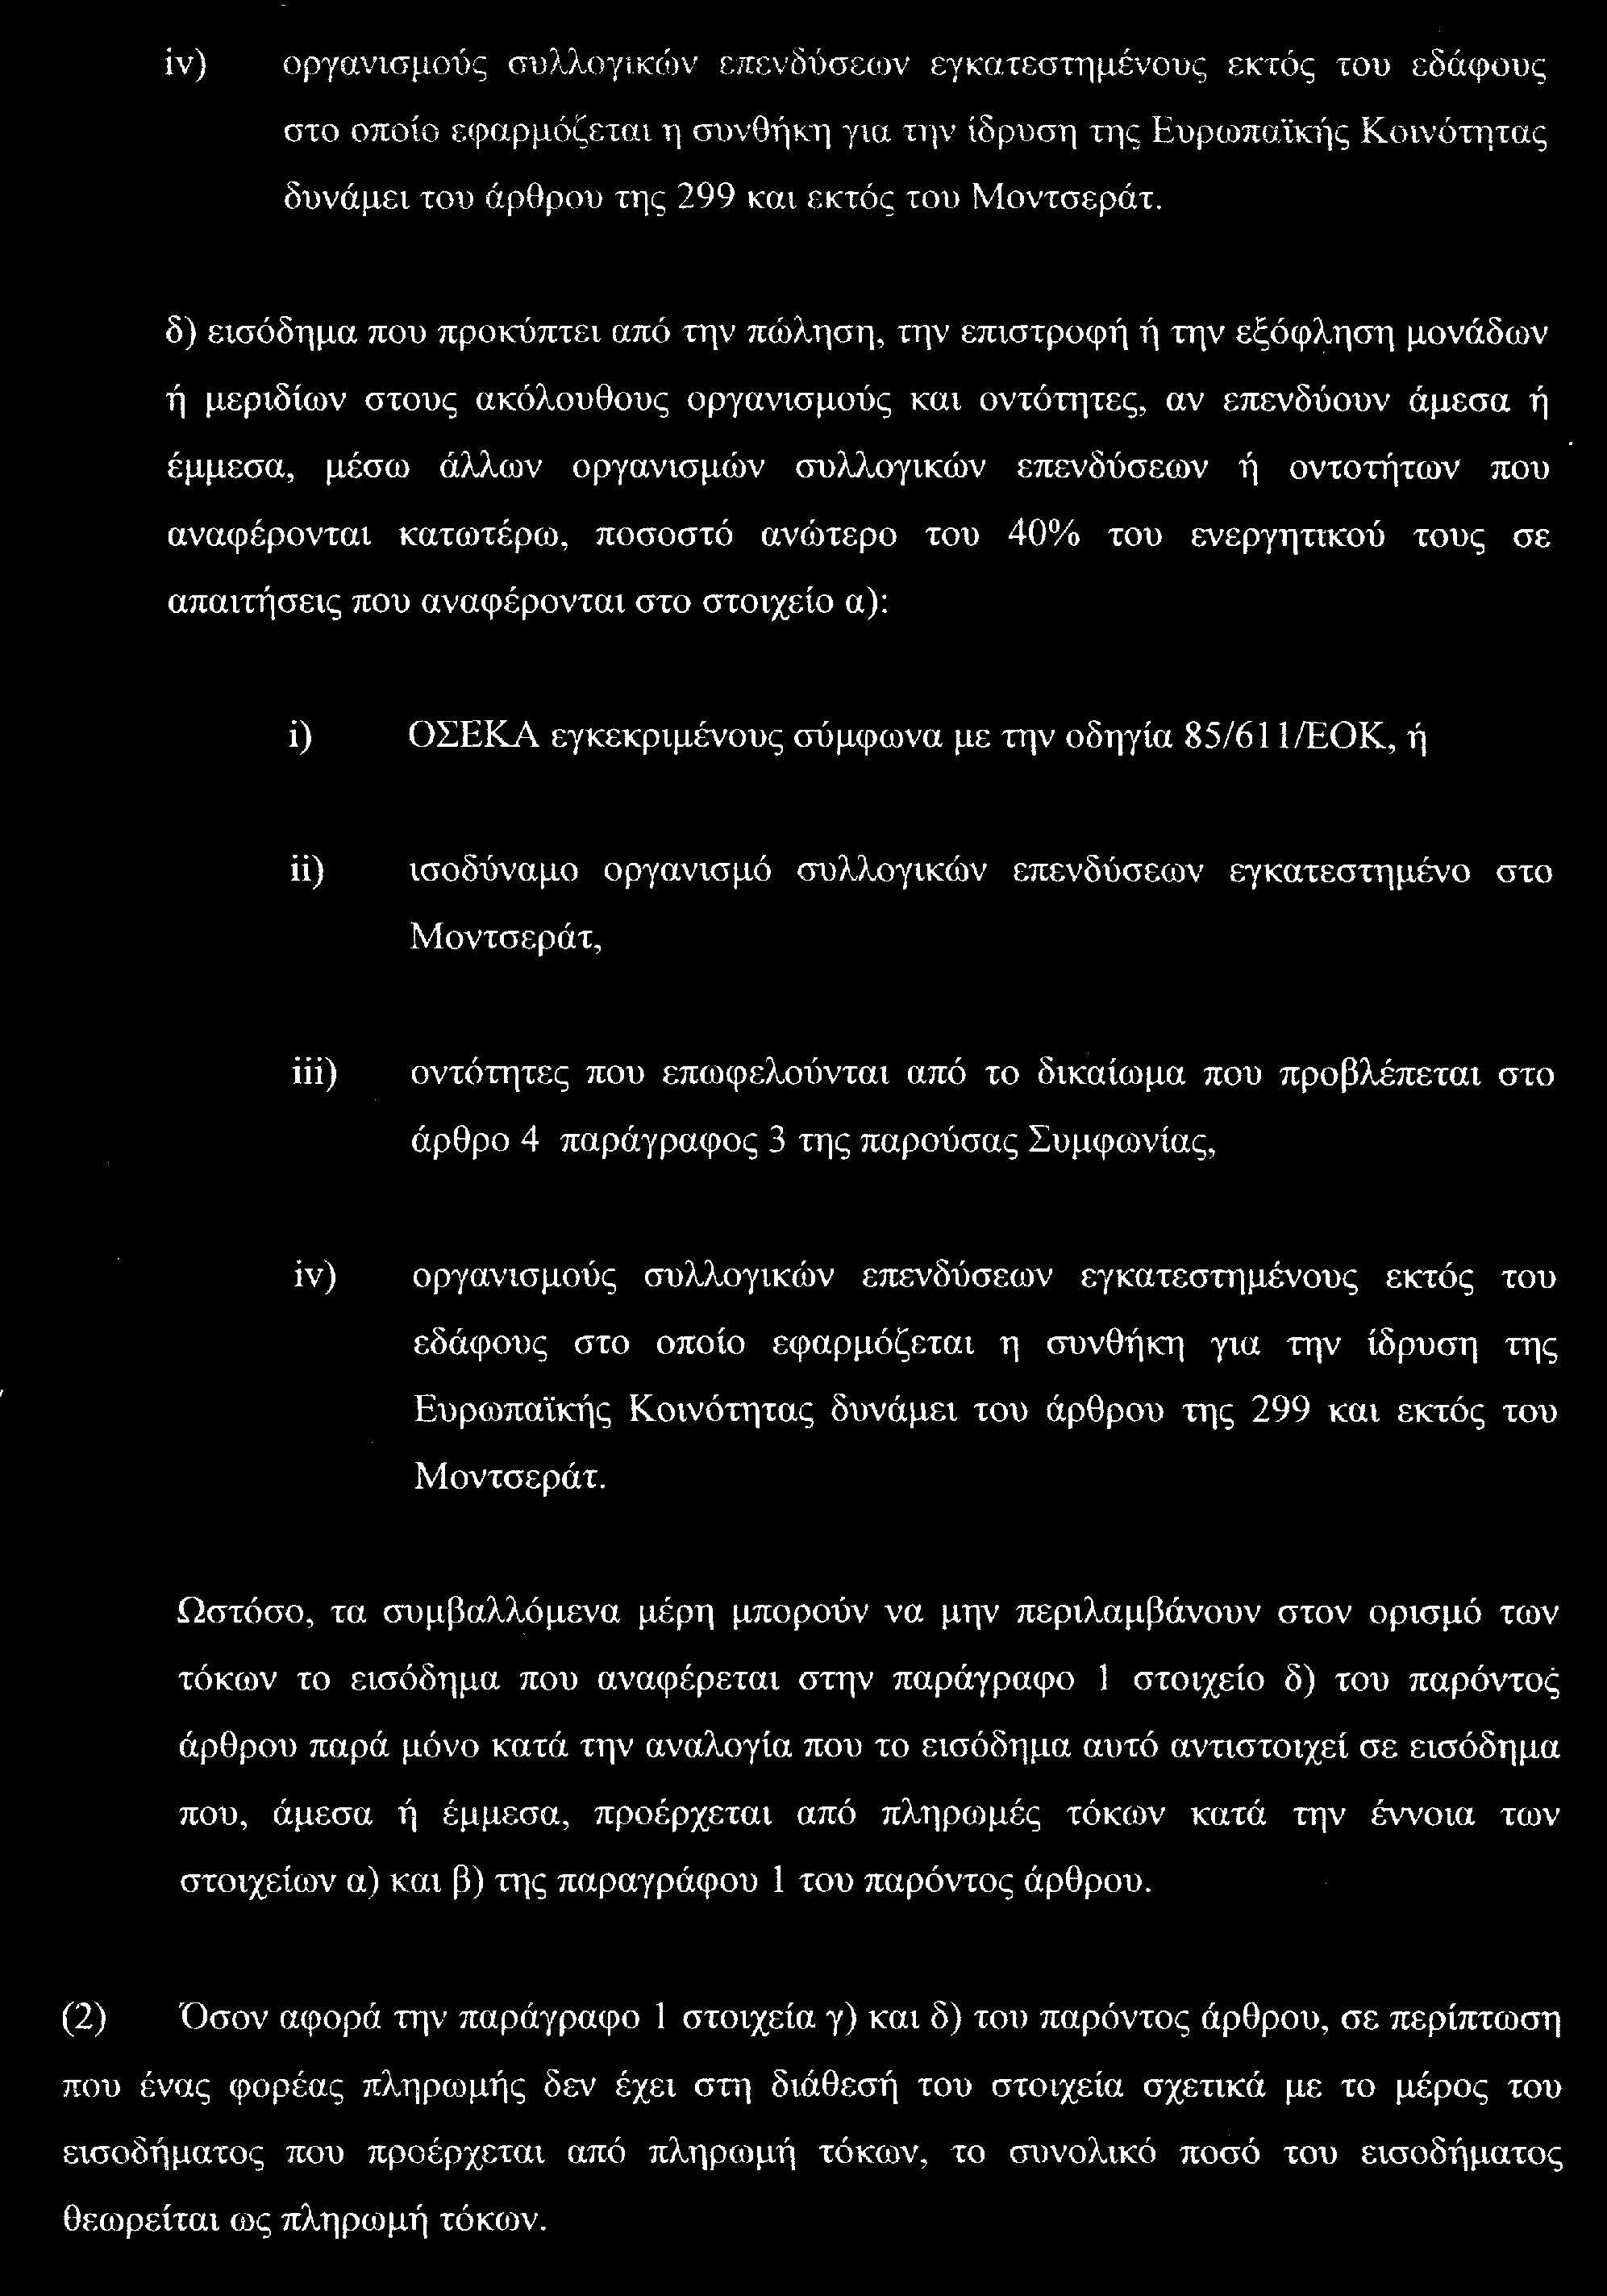 iv) οργανισμούς συλλογικών επενδύσεων εγκατεστημένους εκτός του εδάφους
στο οποίο εφαρμόζεται η συνθήκη για την ίδρυση της Ευρωπαϊκής Κοινότητας
δυνάμει του άρθρου της 299 και εκτός του Μοντσεράτ.
δ) εισόδημα που προκύπτει από την πώληση, την επιστροφή ή την εξόφληση μονάδων
ή μεριδίων στους ακόλουθους οργανισμούς και οντότητες, αν επενδύουν άμεσα ή
έμμεσα, μέσω άλλων οργανισμών συλλογικών επενδύσεων ή οντοτήτων που
αναφέρονται κατωτέρω, ποσοστό ανώτερο του 40% του ενεργητικού τους σε
απαιτήσεις που αναφέρονται στο στοιχείο α):
i) ΟΣΕΚΑ εγκεκριμένους σύμφωνα με την οδηγία 85/611/ΕΟΚ, ή
ii) ισοδύναμο οργανισμό συλλογικών επενδύσεων εγκατεστημένο στο
Μοντσεράτ,
iii) οντότητες που επωφελούνται από το δικαίωμα που προβλέπεται στο
άρθρο 4 παράγραφος 3 της παρούσας Συμφωνίας,
iv) οργανισμούς συλλογικών επενδύσεων εγκατεστημένους εκτός του
εδάφους στο οποίο εφαρμόζεται η συνθήκη για την ίδρυση της
Ευρωπαϊκής Κοινότητας δυνάμει του άρθρου της 299 και εκτός του
Μοντσεράτ.
Ωστόσο, τα συμβαλλόμενα μέρη μπορούν να μην περιλαμβάνουν στον ορισμό των
τόκων το εισόδημα που αναφέρεται στην παράγραφο 1 στοιχείο δ) του παρόντος
άρθρου παρά μόνο κατά την αναλογία που το εισόδημα αυτό αντιστοιχεί σε εισόδημα
που, άμεσα ή έμμεσα, προέρχεται από πληρωμές τόκων κατά την έννοια των
στοιχείων α) και β) της παραγράφου 1 του παρόντος άρθρου.
(2) Όσον αφορά την παράγραφο 1 στοιχεία γ) και δ) του παρόντος άρθρου, σε περίπτωση
που ένας φορέας πληρωμής δεν έχει στη διάθεσή του στοιχεία σχετικά με το μέρος του
εισοδήματος που προέρχεται από πληρωμή τόκων, το συνολικό ποσό του εισοδήματος
θεωρείται ως πληρωμή τόκων.